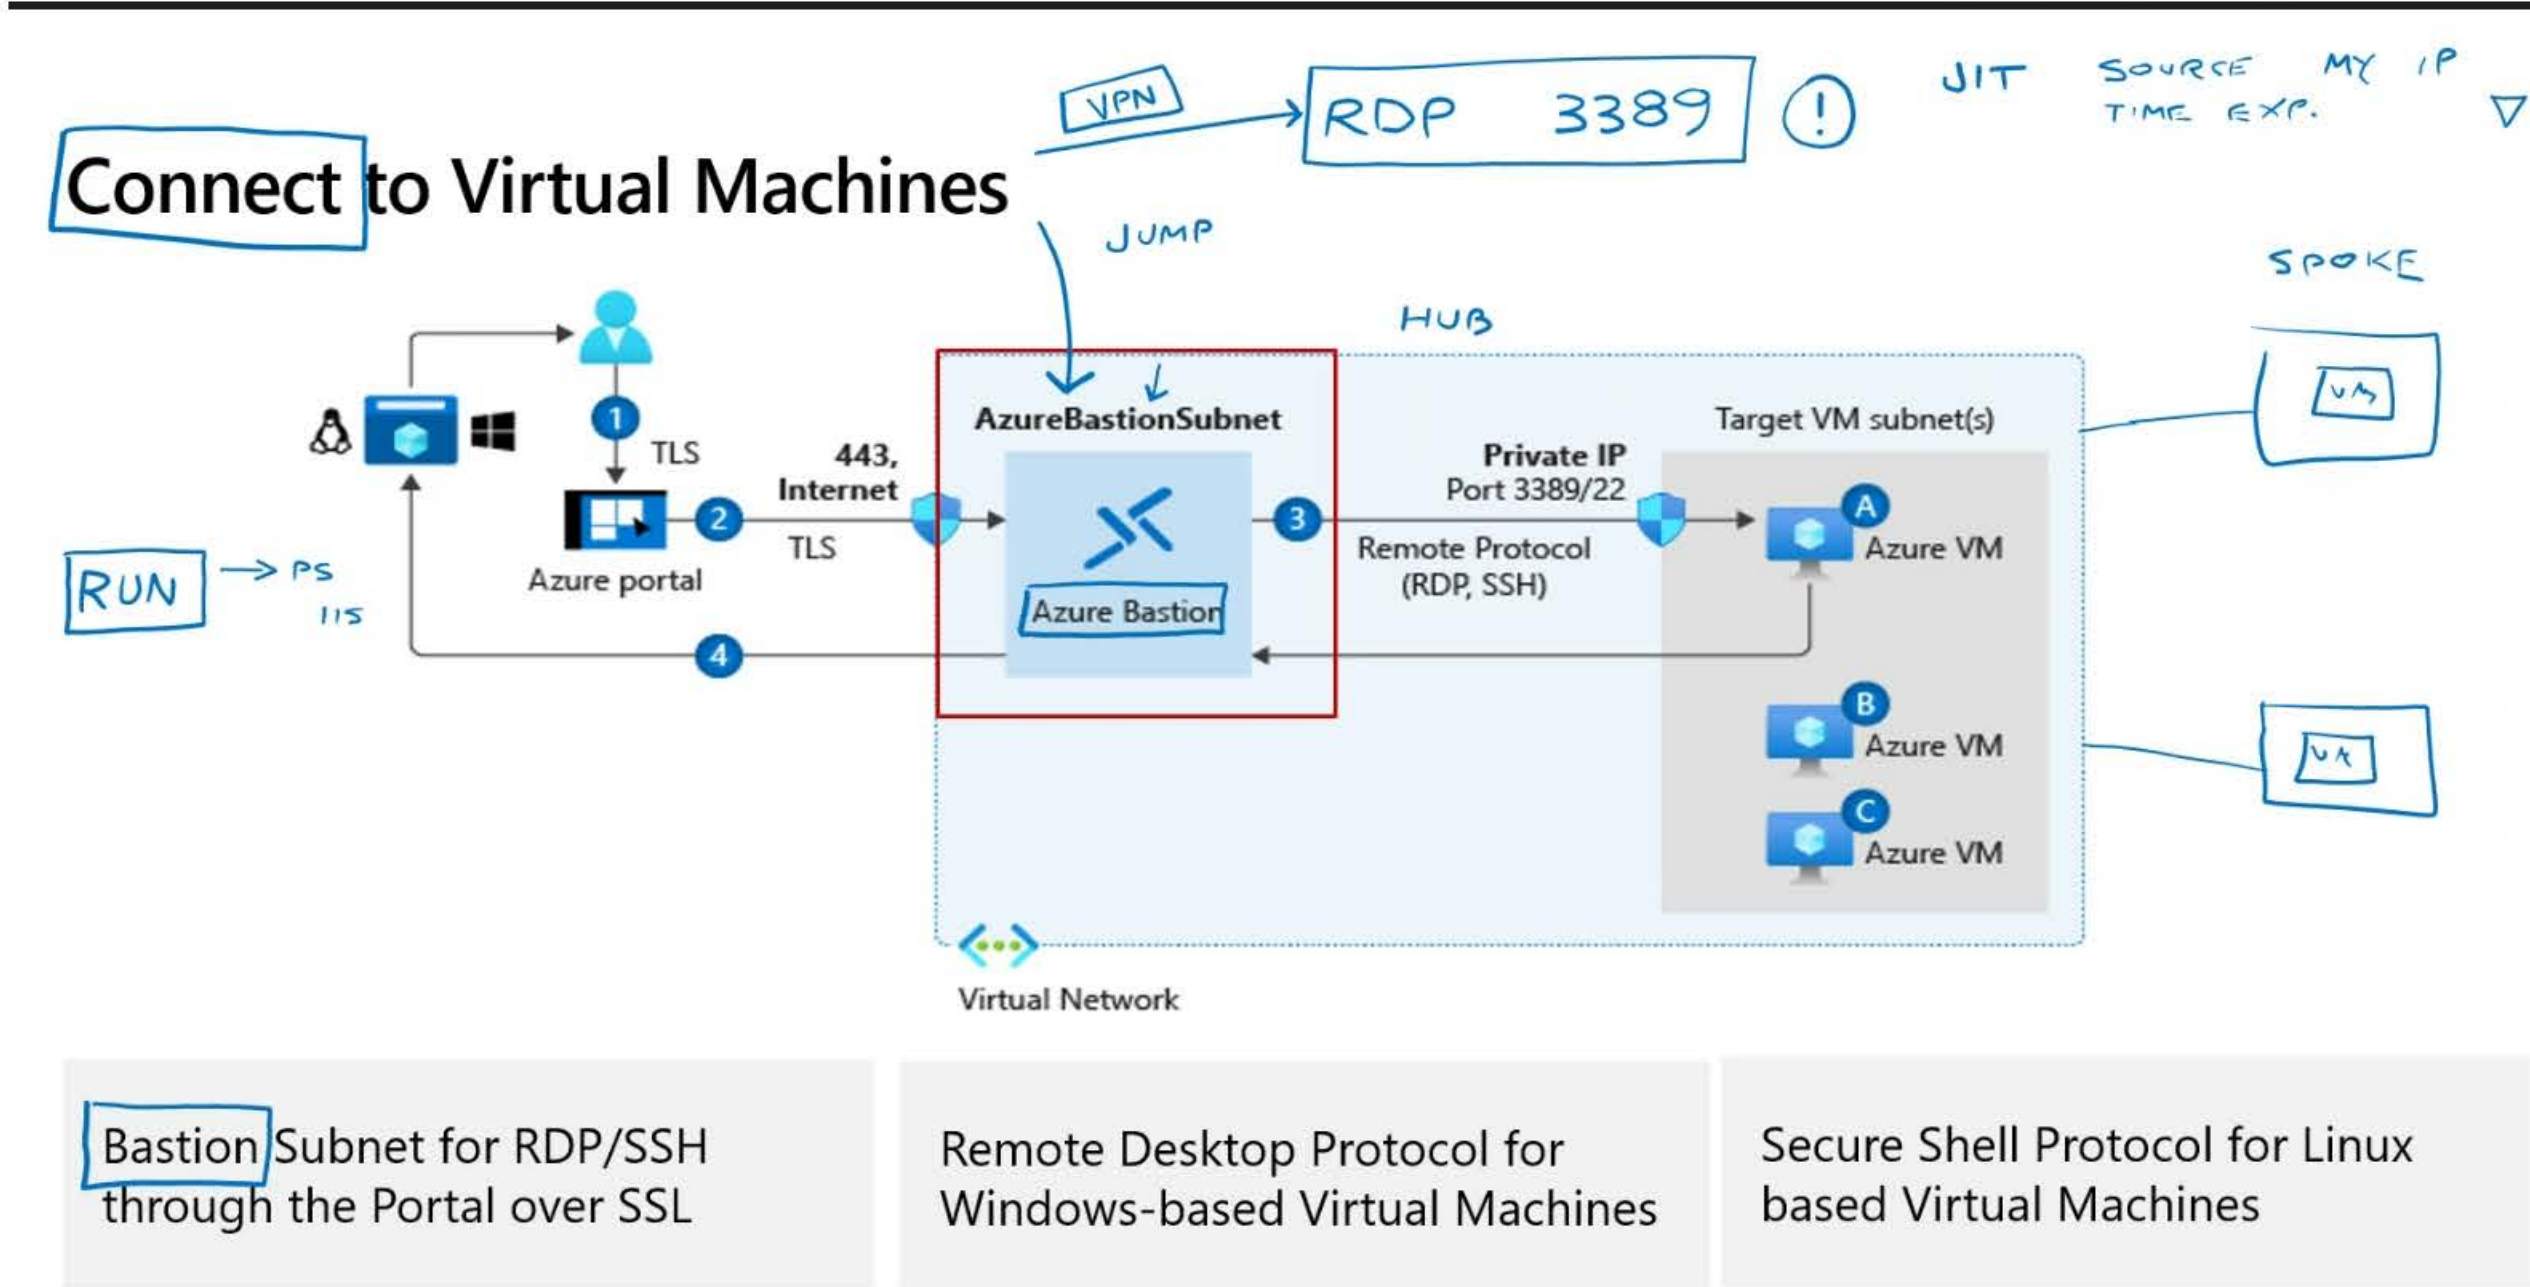 VPN
RDP 3389 !
JIT SOURCE MY IP
TIME EXP.
Connect to Virtual Machines
JUMP
SPOKE
HUB
1
TLS
443,
Internet
2
TLS
Azure portal
AzureBastionSubnet
Azure Bastion
3
Private IP
Port 3389/22
Remote Protocol
(RDP, SSH)
Target VM subnet(s)
A
Azure VM
B
Azure VM
C
Azure VM
VM
4
RUN → PS
IIS
Virtual Network
Bastion Subnet for RDP/SSH
through the Portal over SSL
Remote Desktop Protocol for
Windows-based Virtual Machines
Secure Shell Protocol for Linux
based Virtual Machines